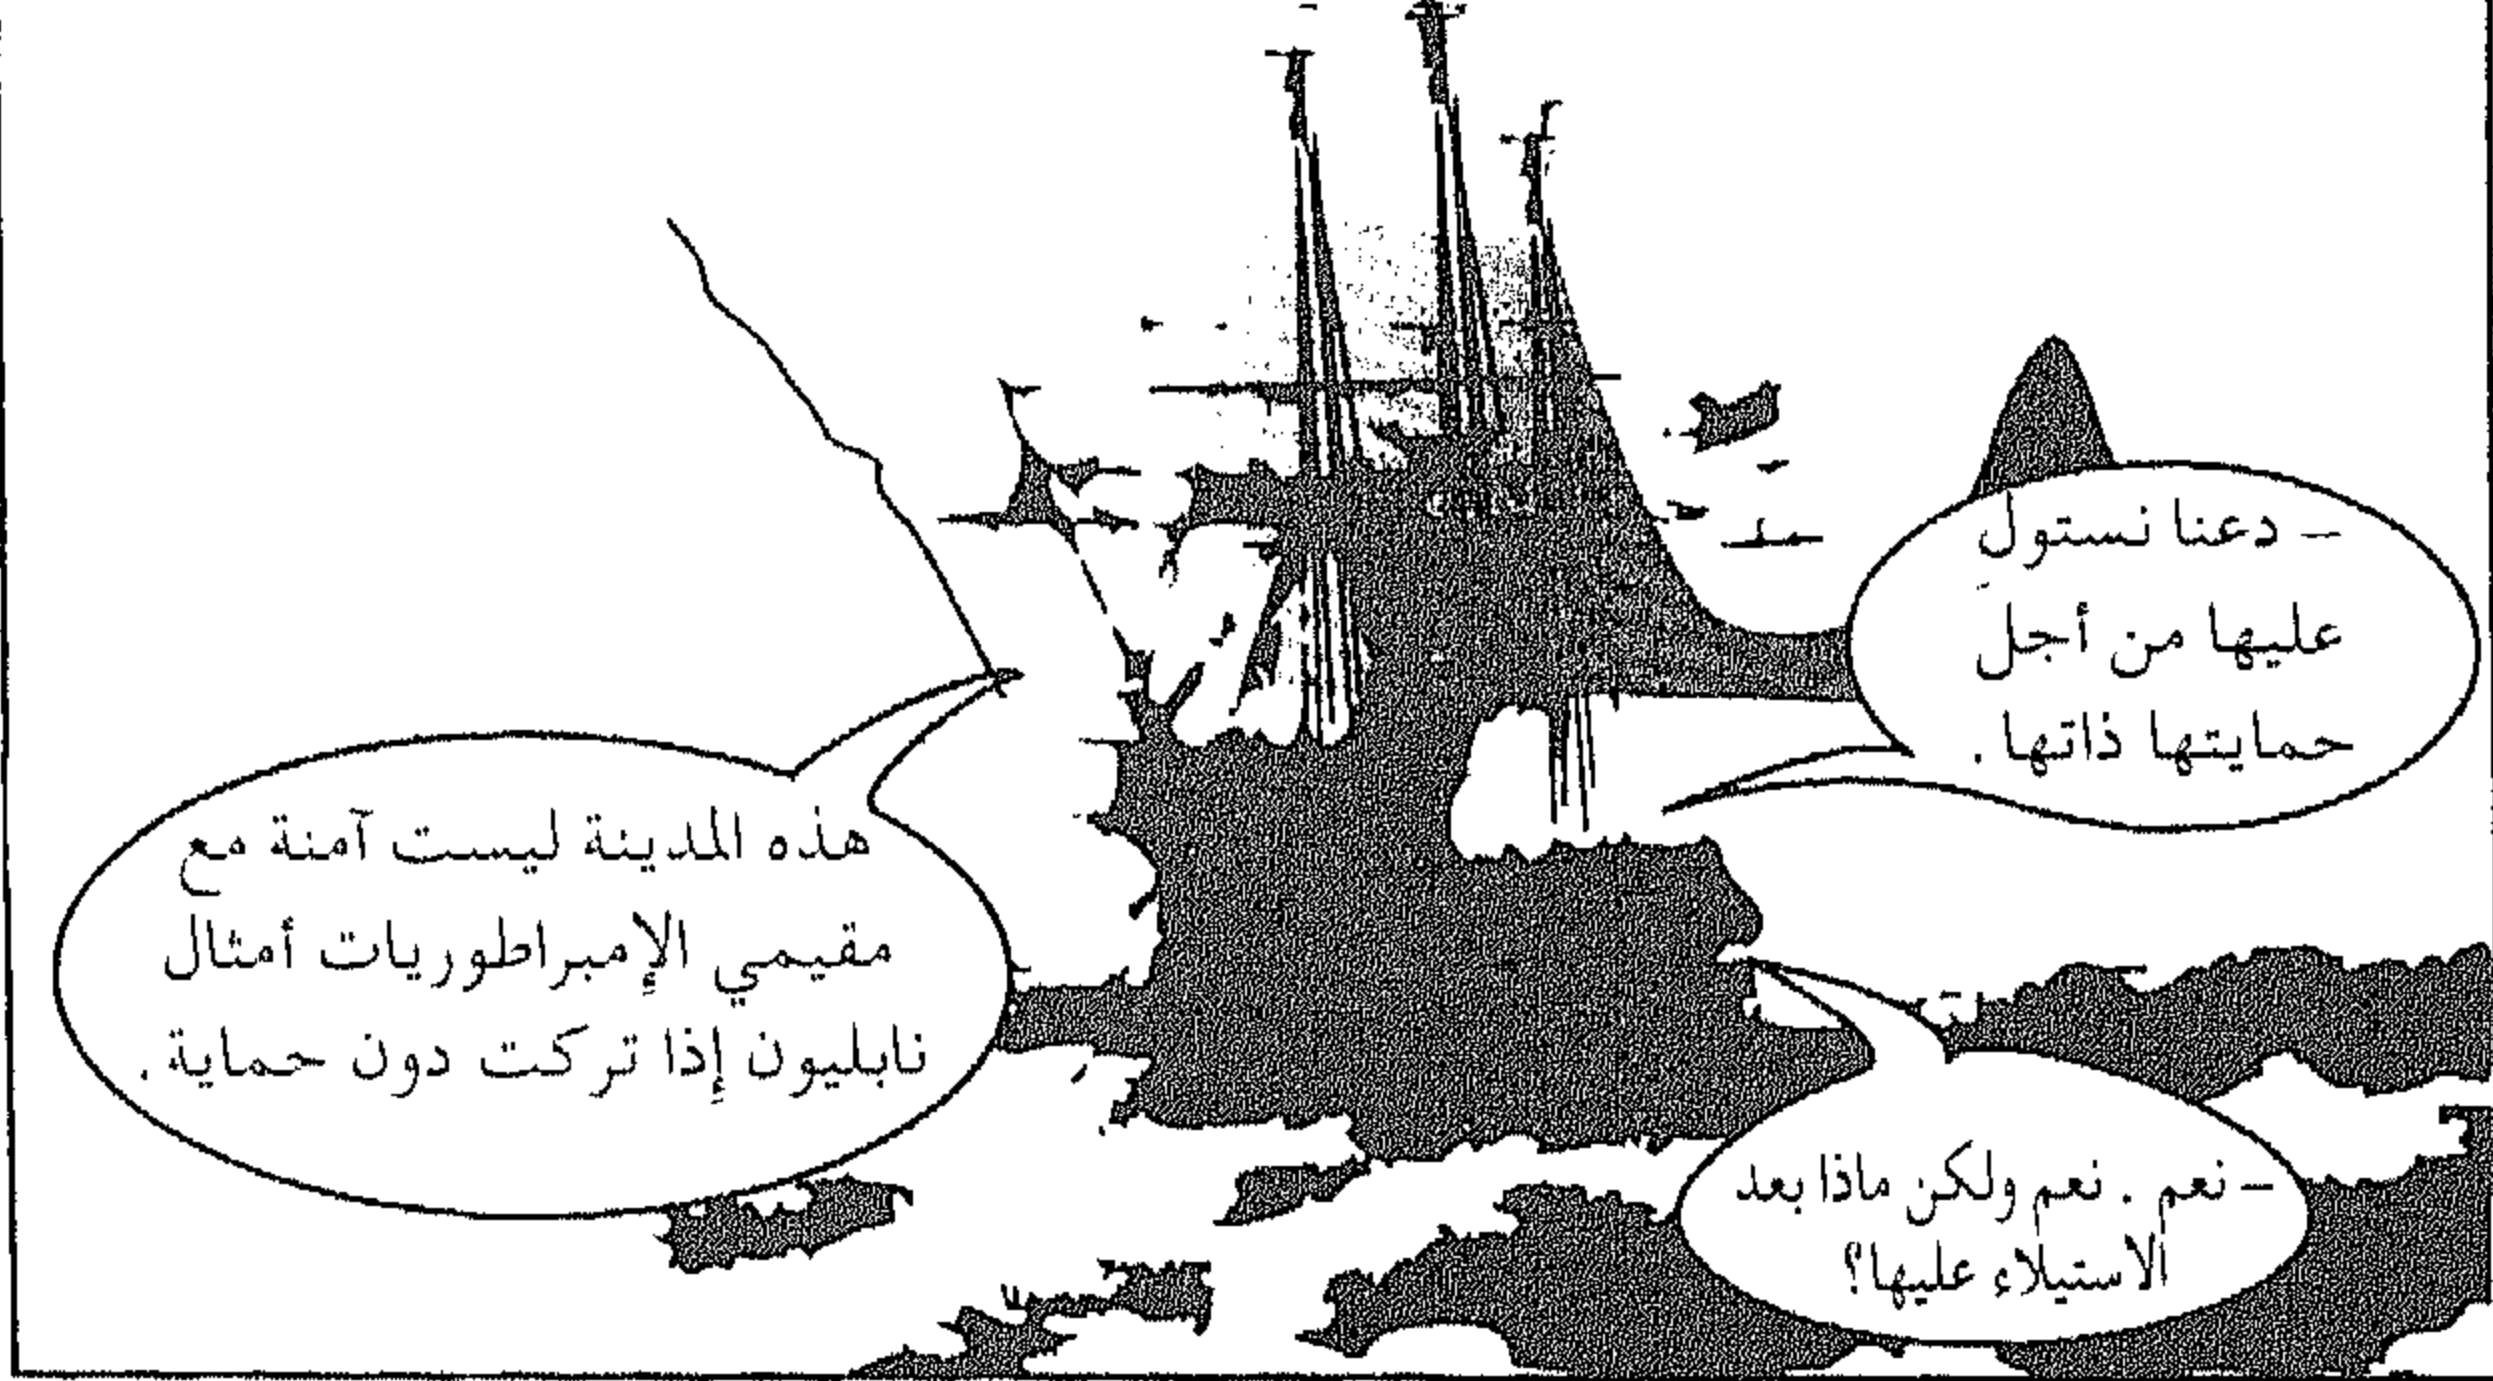 – دعنا نستول
عليها من أجل
حمايتها ذاتها .
هذه المدينة ليست آمنة مع
مقيمي الإمبراطوريات أمثال
نابليون إذا تركت دون حماية .
– نعم . نعم ولكن ماذا بعد
الاستيلاء عليها؟